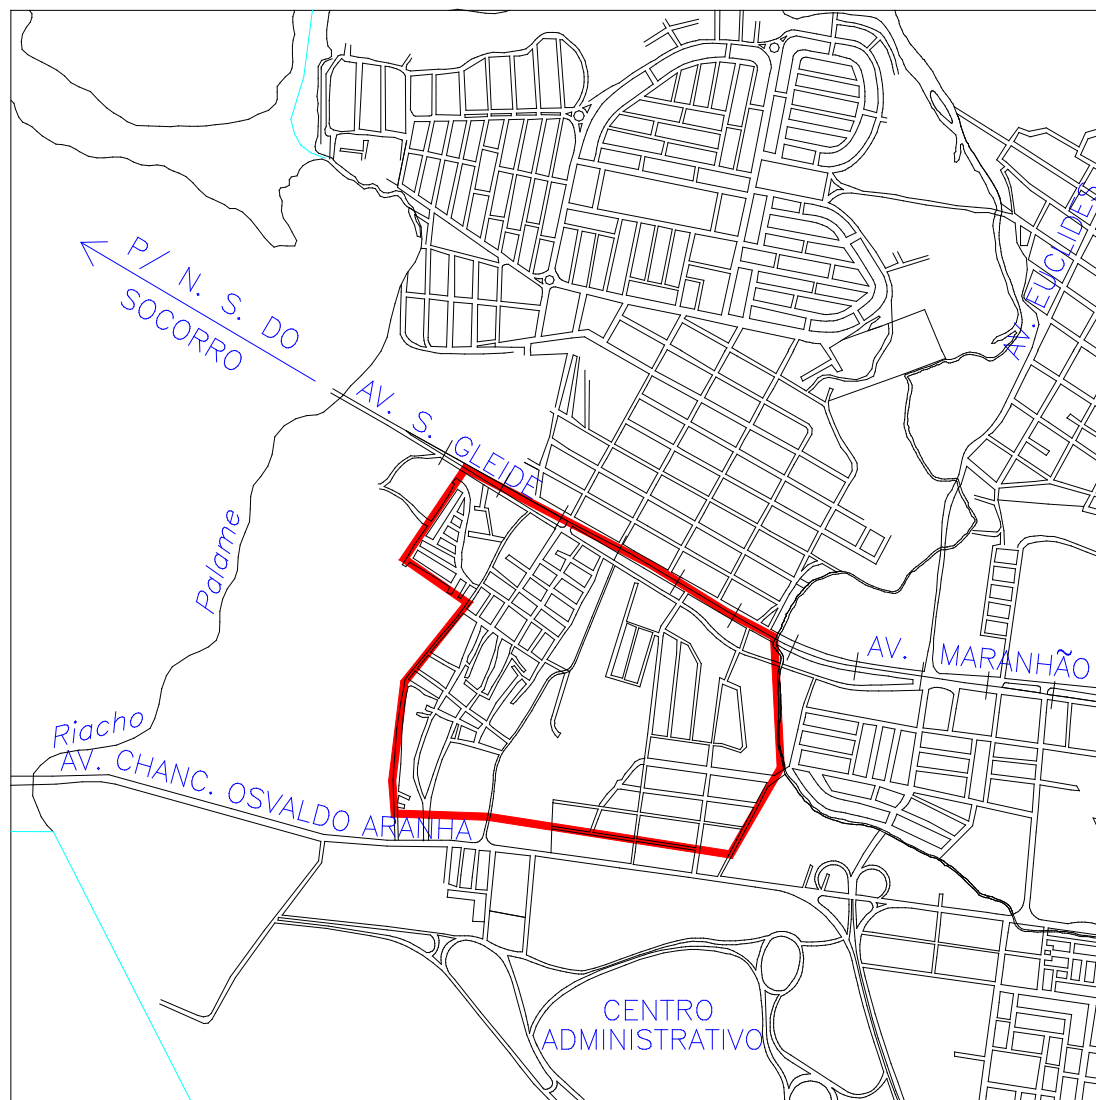 P/ N. S. DO
SOCORRO
AV. EUCLIDES
AV. S. GLEIDE
Palame
AV. MARANHÃO
Riacho
AV. CHANC. OSVALDO ARANHA
CENTRO
ADMINISTRATIVO